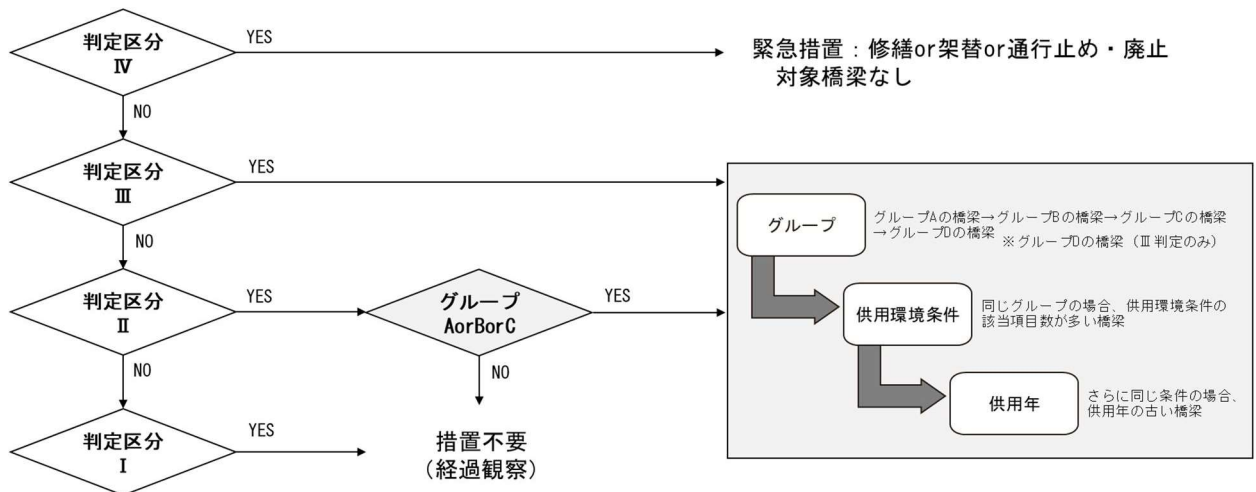 判定区分
Ⅳ
YES
緊急措置：修繕or架替or通行止め・廃止
対象橋梁なし
NO
判定区分
Ⅲ
YES
NO
グループ
グループAの橋梁→グループBの橋梁→グループCの橋梁
→グループDの橋梁 ※グループDの橋梁（Ⅲ判定のみ）
判定区分
Ⅱ
YES
グループ
AorBorC
YES
供用環境条件
同じグループの場合、供用環境条件の
該当項目数が多い橋梁
NO
NO
供用年
さらに同じ条件の場合、
供用年の古い橋梁
判定区分
Ⅰ
YES
措置不要
（経過観察）